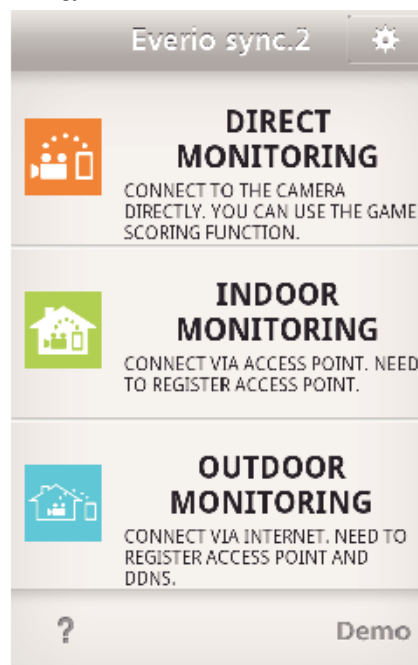 Everio sync.2
DIRECT
MONITORING
CONNECT TO THE CAMERA
DIRECTLY. YOU CAN USE THE GAME
SCORING FUNCTION.
INDOOR
MONITORING
CONNECT VIA ACCESS POINT. NEED
TO REGISTER ACCESS POINT.
OUTDOOR
MONITORING
CONNECT VIA INTERNET. NEED TO
REGISTER ACCESS POINT AND
DDNS.
? Demo